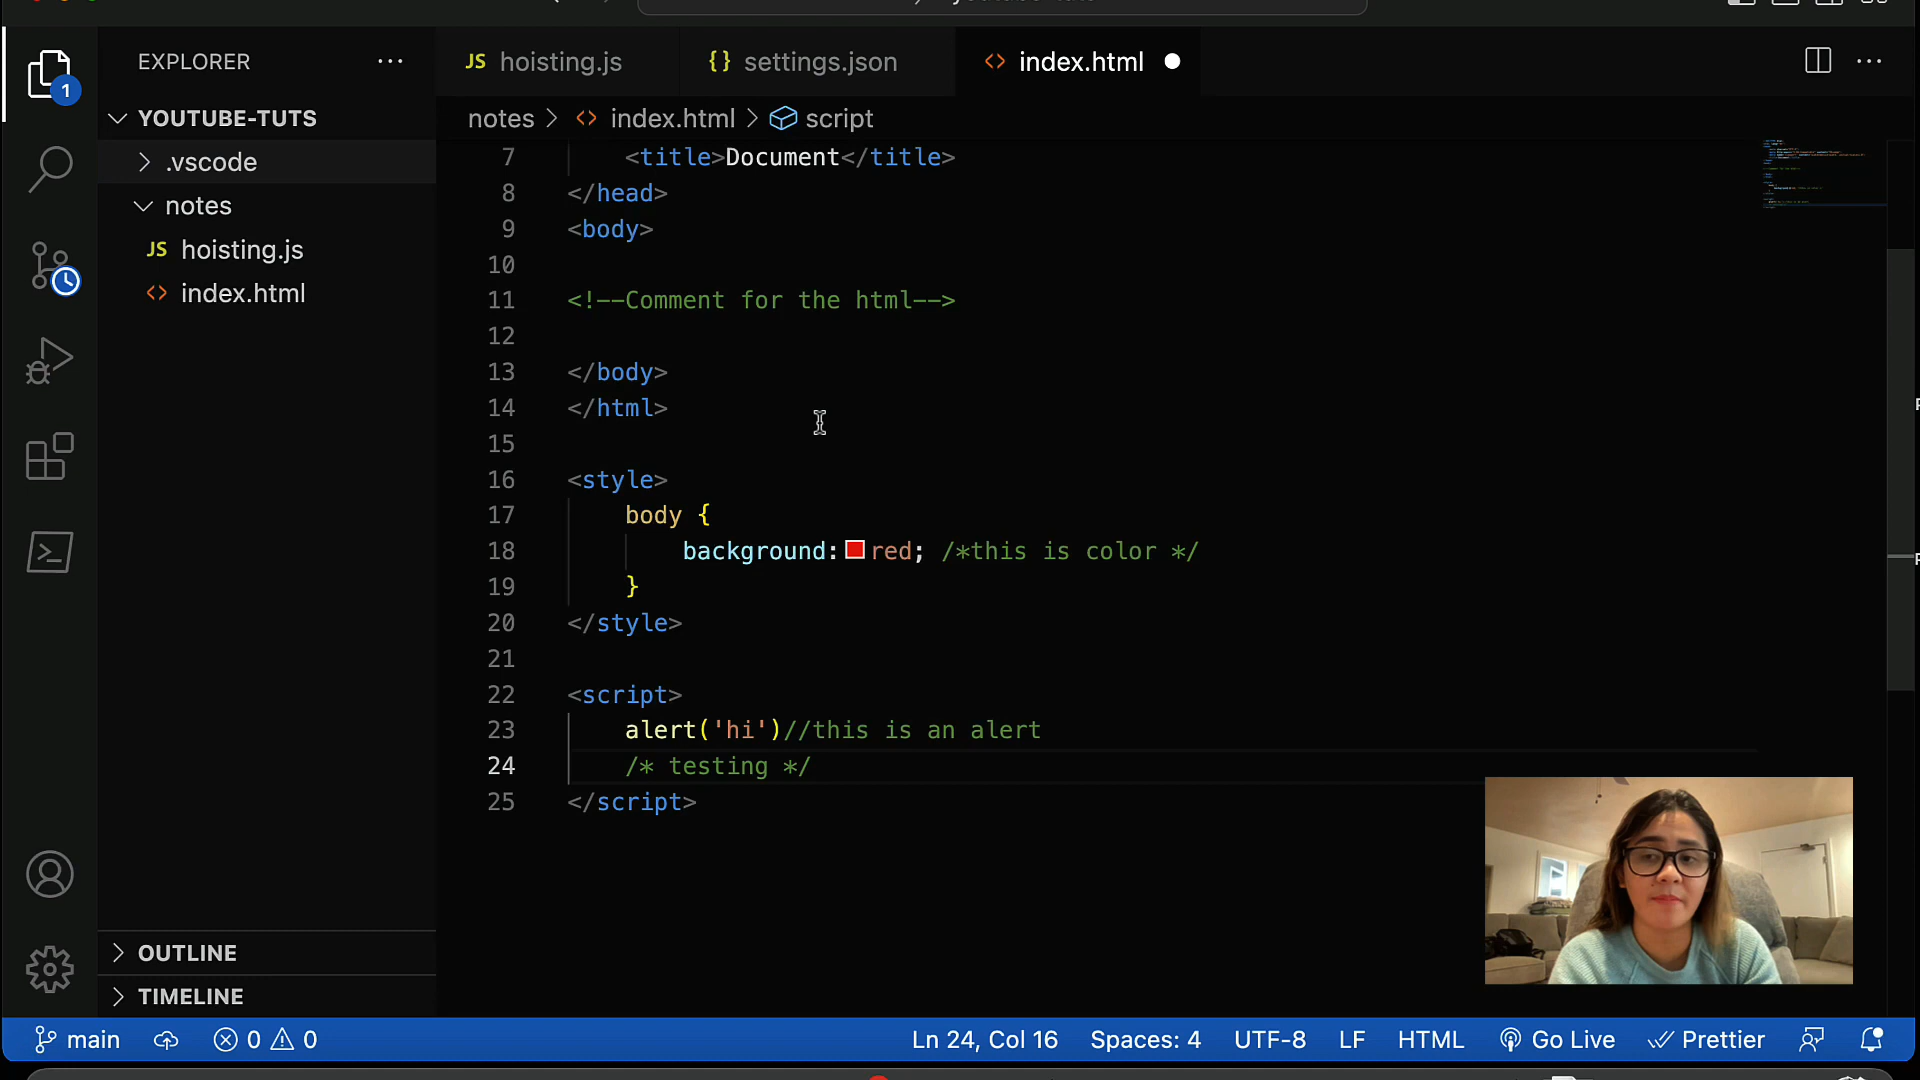 EXPLORER
1
YOUTUBE-TUTS
.vscode
notes
JS hoisting.js
<> index.html
OUTLINE
TIMELINE
JS hoisting.js
{} settings.json
<> index.html
notes > <> index.html > script
7 <title>Document</title>
8 </head>
9 <body>
10
11 <!--Comment for the html-->
12
13 </body>
14 </html>
15
16 <style>
17 body {
18 background: red; /*this is color */
19 }
20 </style>
21
22 <script>
23 alert('hi')//this is an alert
24 /* testing */
25 </script>
main
0
0
Ln 24, Col 16
Spaces: 4
UTF-8
LF
HTML
Go Live
Prettier